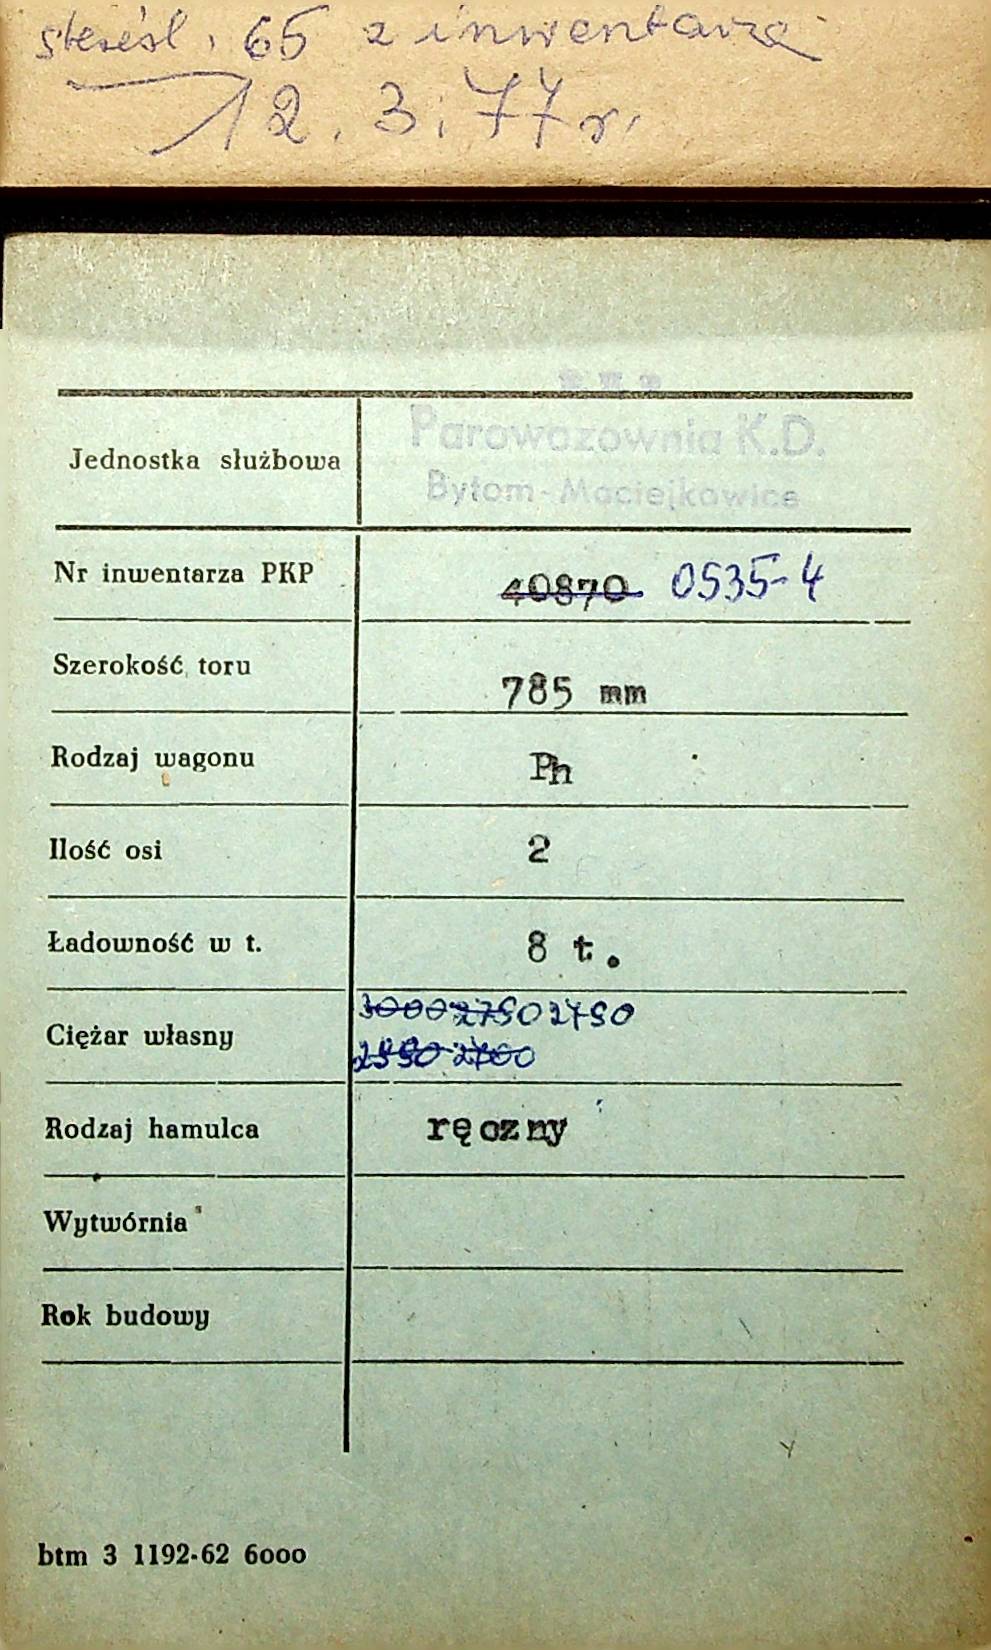 skreśl. 65 z inwentarza
12.3.77 r.
P K P
Parowozownia K.D.
Bytom-Maciejkowice
Jednostka służbowa
Nr inwentarza PKP 40870 0535-4
Szerokość toru 785 mm
Rodzaj wagonu Ph
Ilość osi 2
Ładowność w t. 8 t.
Ciężar własny 3000 2750 2750
2700
Rodzaj hamulca ręczny
Wytwórnia
Rok budowy
btm 3 1192-62 6000